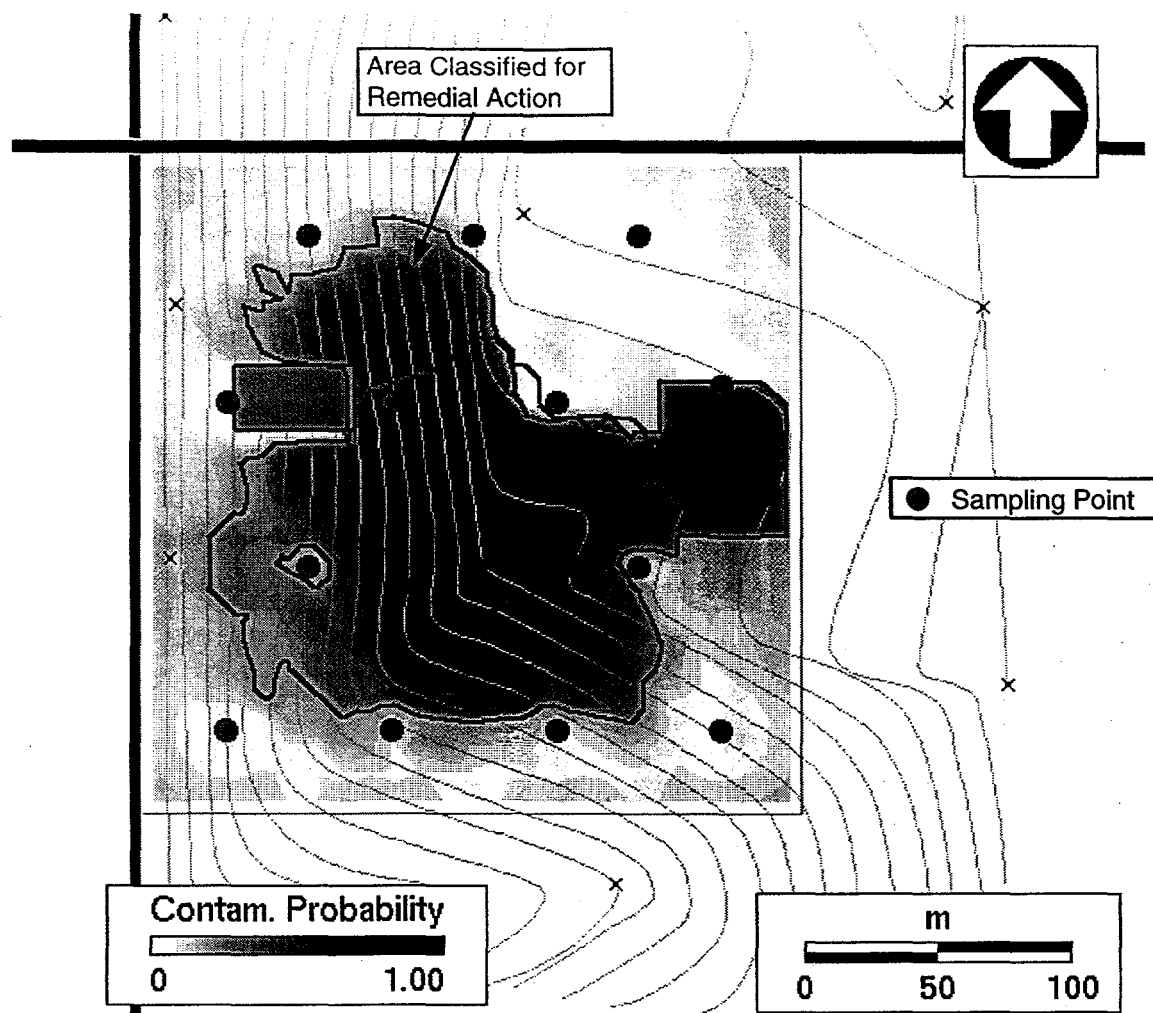 Area Classified for
Remedial Action
Sampling Point
Contam. Probability
0 1.00
m
0 50 100